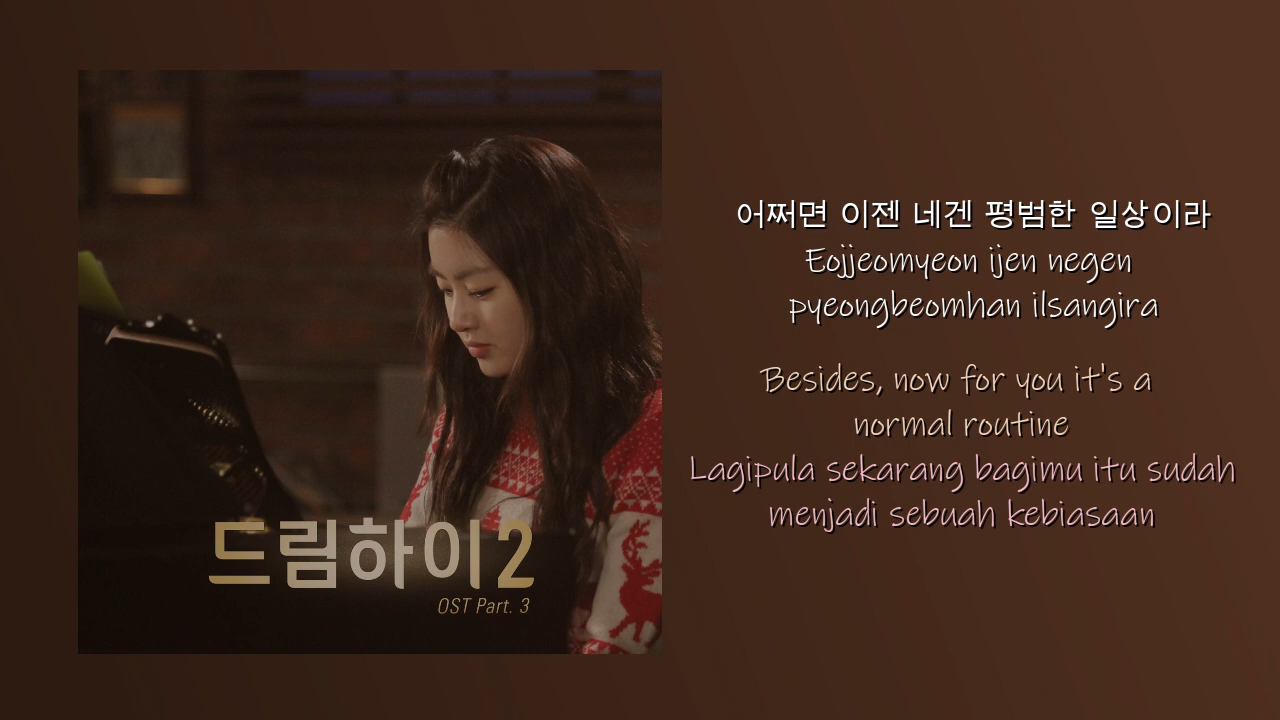 드림하이2
OST Part. 3
어쩌면 이젠 네겐 평범한 일상이라
Eojjeomyeon ijen negen
pyeongbeomhan ilsangira
Besides, now for you it's a
normal routine
Lagipula sekarang bagimu itu sudah
menjadi sebuah kebiasaan